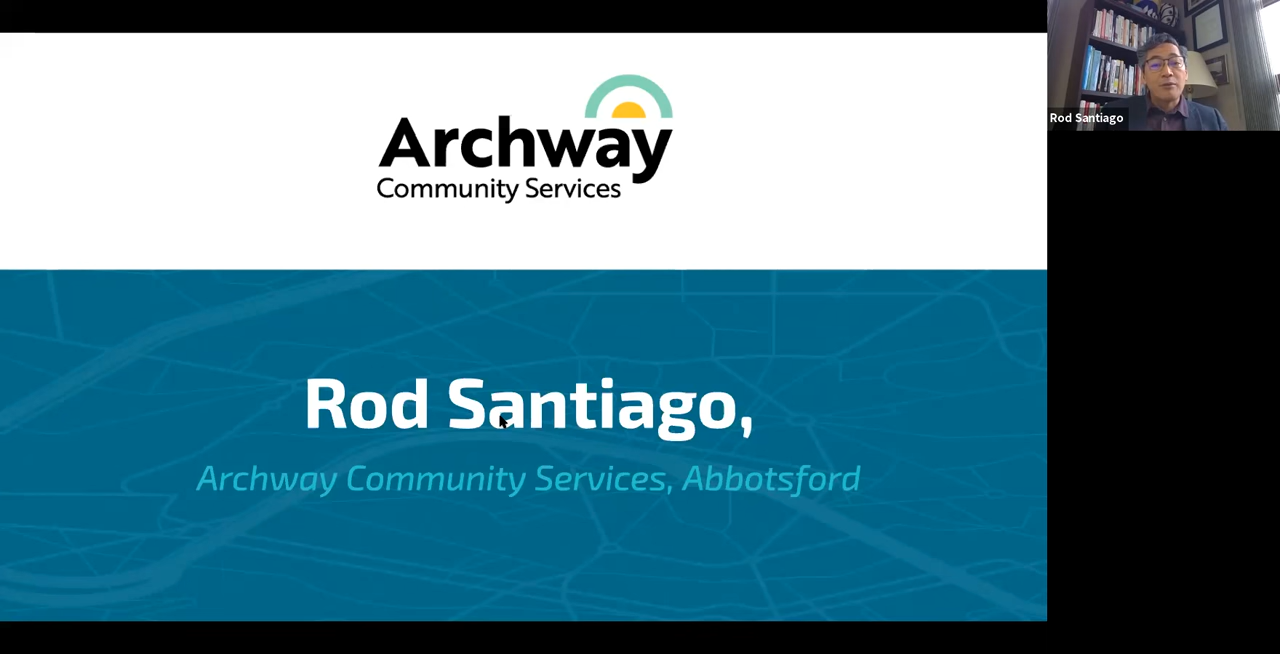 Archway
Community Services
Rod Santiago,
Archway Community Services, Abbotsford
Rod Santiago